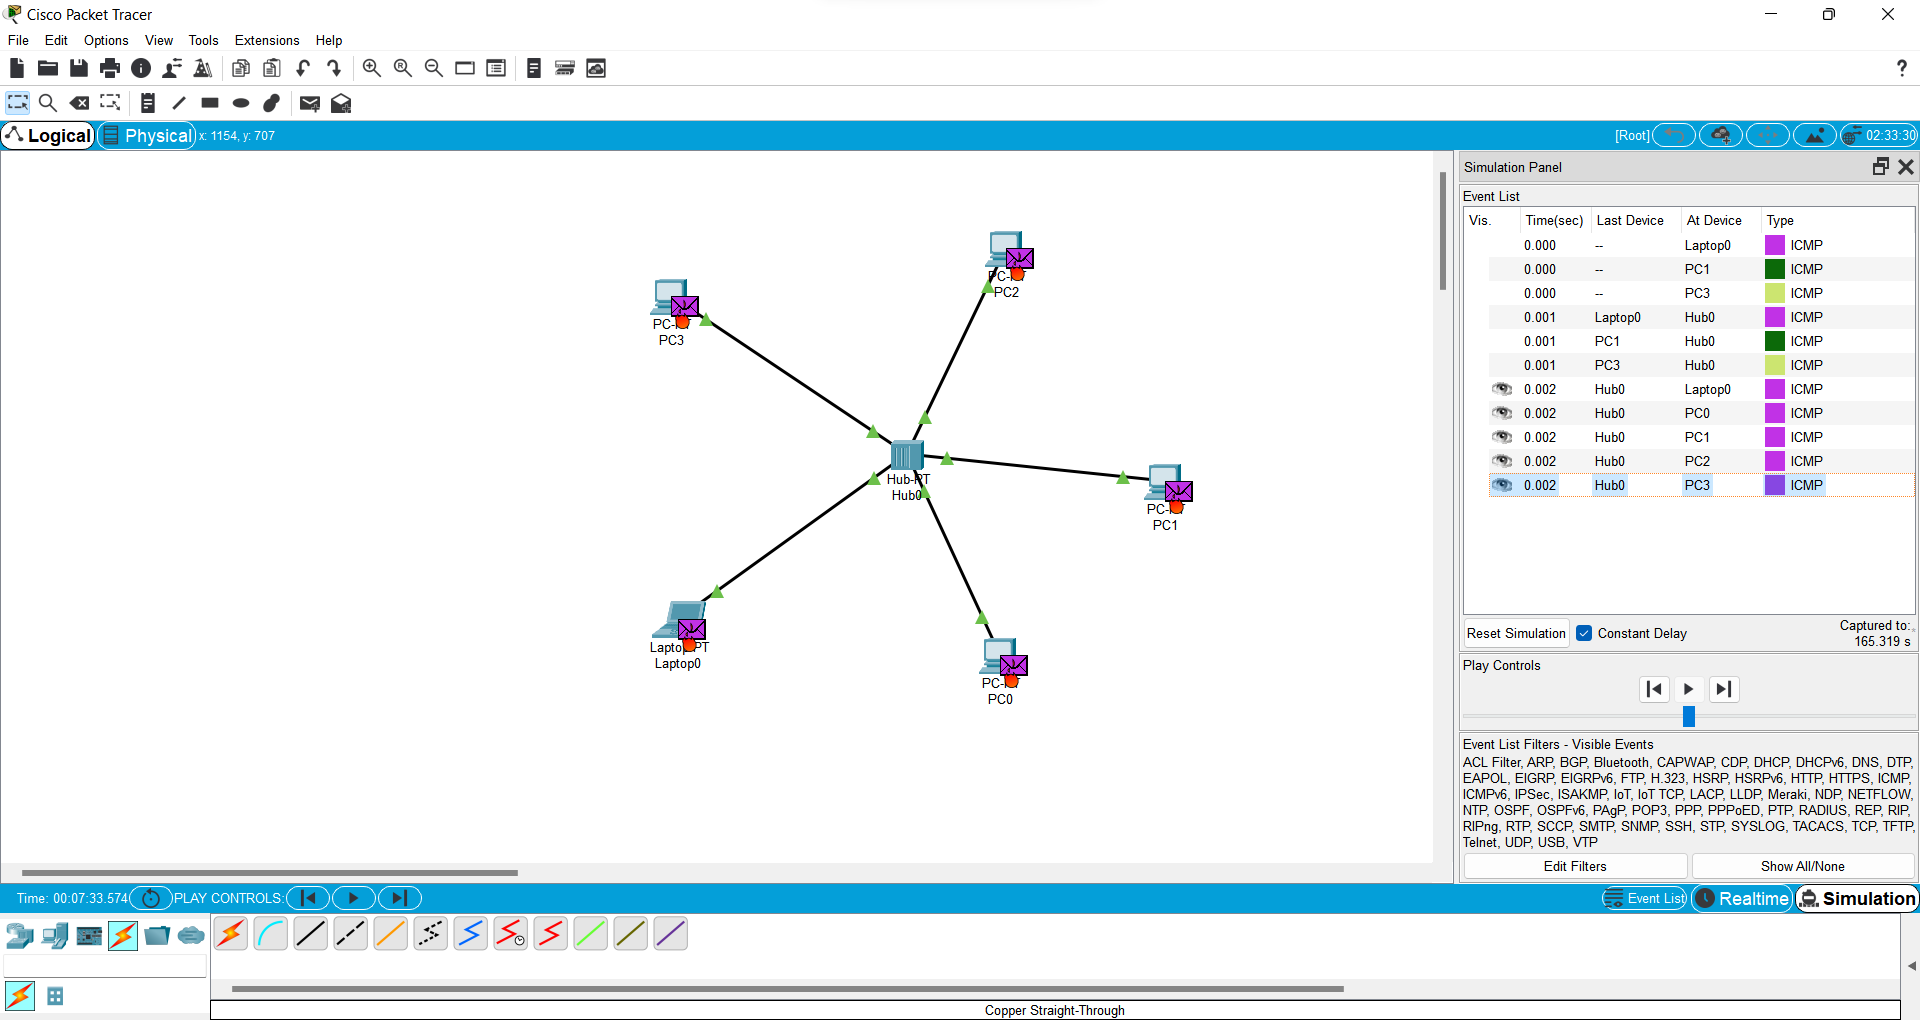 Cisco Packet Tracer
File Edit Options View Tools Extensions Help
?
Logical Physical x: 1154, y: 707 [Root] 02:33:30
Simulation Panel
Event List
Vis. Time(sec) Last Device At Device Type
0.000 -- Laptop0 ICMP
0.000 -- PC1 ICMP
0.000 -- PC3 ICMP
0.001 Laptop0 Hub0 ICMP
0.001 PC1 Hub0 ICMP
0.001 PC3 Hub0 ICMP
0.002 Hub0 Laptop0 ICMP
0.002 Hub0 PC0 ICMP
0.002 Hub0 PC1 ICMP
0.002 Hub0 PC2 ICMP
0.002 Hub0 PC3 ICMP
PC2
PC3
Hub-PT
Hub0
PC1
Laptop0
PC0
Reset Simulation Constant Delay Captured to:
165.319 s
Play Controls
Event List Filters - Visible Events
ACL Filter, ARP, BGP, Bluetooth, CAPWAP, CDP, DHCP, DHCPv6, DNS, DTP,
EAPOL, EIGRP, EIGRPv6, FTP, H.323, HSRP, HSRPv6, HTTP, HTTPS, ICMP,
ICMPv6, IPSec, ISAKMP, IoT, IoT TCP, LACP, LLDP, Meraki, NDP, NETFLOW,
NTP, OSPF, OSPFv6, PAgP, POP3, PPP, PPPoED, PTP, RADIUS, REP, RIP,
RIPng, RTP, SCCP, SMTP, SNMP, SSH, STP, SYSLOG, TACACS, TCP, TFTP,
Telnet, UDP, USB, VTP
Edit Filters Show All/None
Time: 00:07:33.574 PLAY CONTROLS: Event List Realtime Simulation
Copper Straight-Through